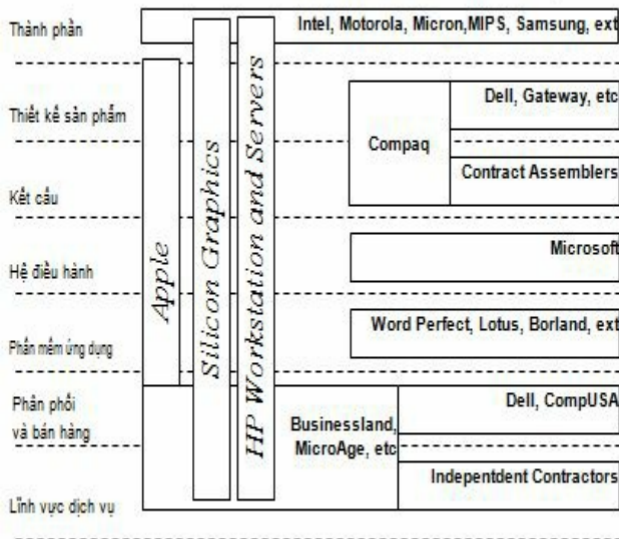 Thành phần
Intel, Motorola, Micron,MIPS, Samsung, ext
Thiết kế sản phẩm
Dell, Gateway, etc
Compaq
Contract Assemblers
Kết cấu
Microsoft
Hệ điều hành
Word Perfect, Lotus, Borland, ext
Phần mềm ứng dụng
Apple
Silicon Graphics
HP Workstation and Servers
Phân phối
và bán hàng
Businessland,
MicroAge, etc
Dell, CompUSA
Indepentdent Contractors
Lĩnh vực dịch vụ